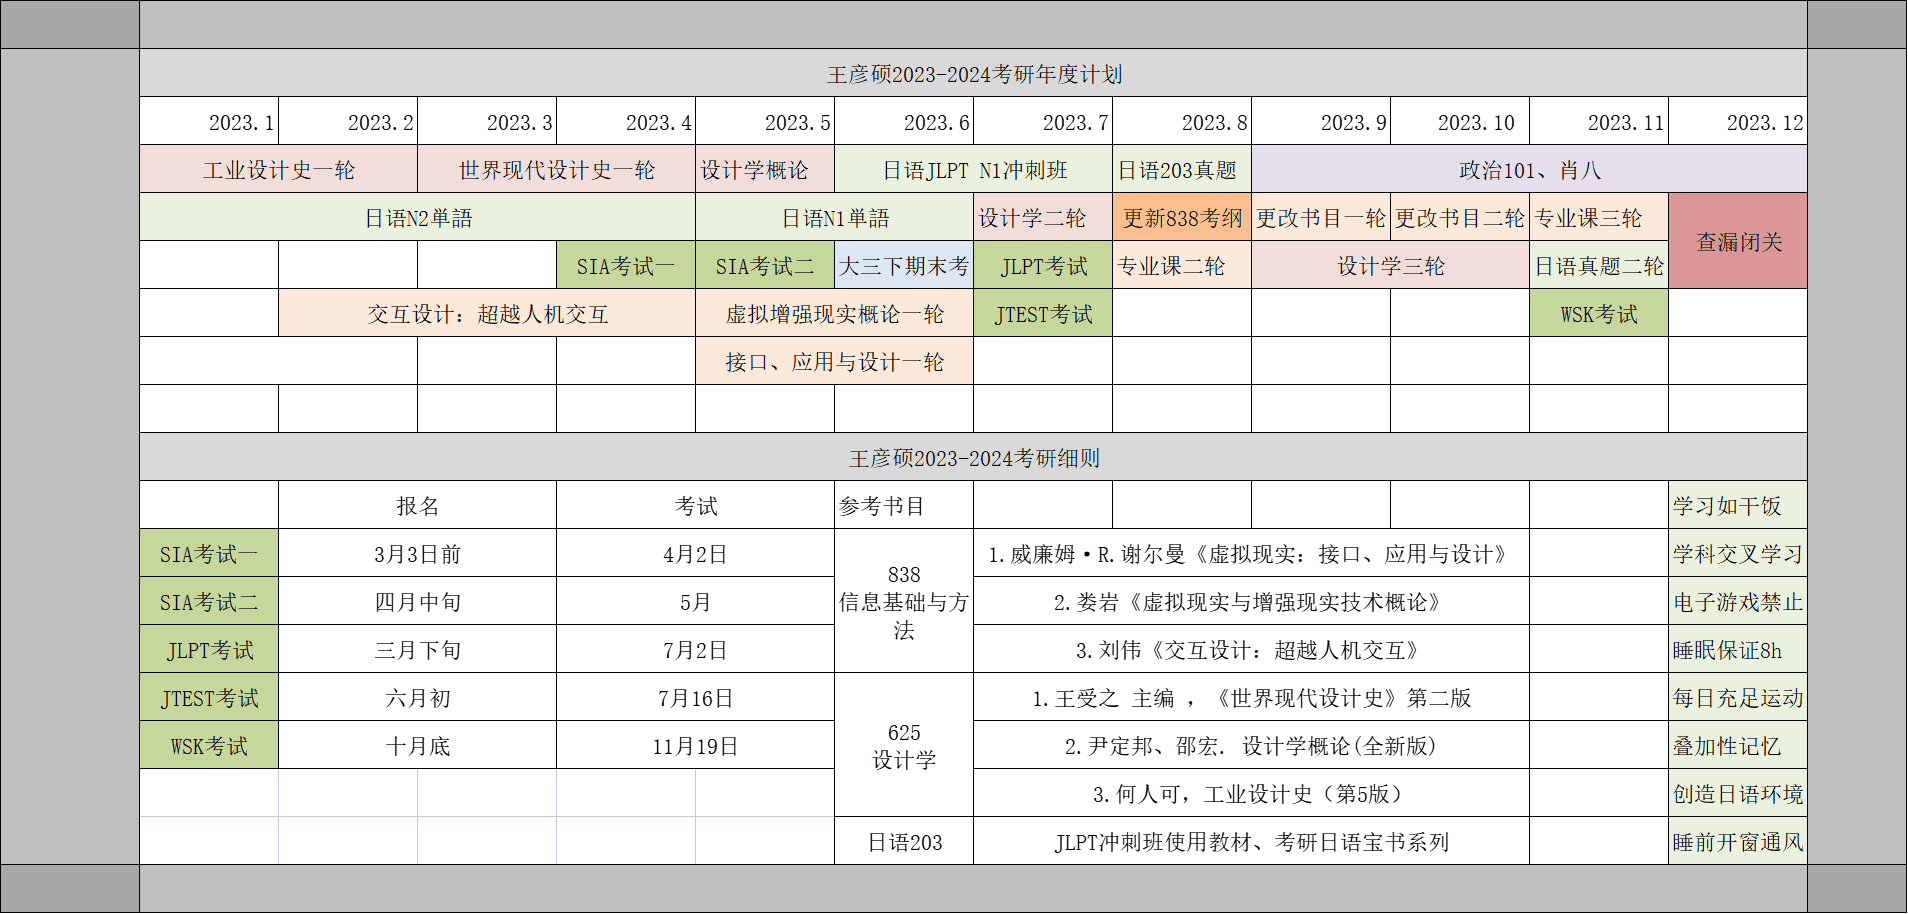 王彦硕2023-2024考研年度计划
2023.1 2023.2 2023.3 2023.4 2023.5 2023.6 2023.7 2023.8 2023.9 2023.10 2023.11 2023.12
工业设计史一轮 世界现代设计史一轮 设计学概论 日语JLPT N1冲刺班 日语203真题 政治101、肖八
日语N2単語 日语N1単語 设计学二轮 更新838考纲 更改书目一轮 更改书目二轮 专业课三轮 查漏闭关
SIA考试一 SIA考试二 大三下期末考 JLPT考试 专业课二轮 设计学三轮 日语真题二轮
交互设计：超越人机交互 虚拟增强现实概论一轮 JTEST考试 WSK考试
接口、应用与设计一轮
王彦硕2023-2024考研细则
报名 考试 参考书目 学习如干饭
SIA考试一 3月3日前 4月2日 838 信息基础与方法 1.威廉姆·R.谢尔曼《虚拟现实：接口、应用与设计》 学科交叉学习
SIA考试二 四月中旬 5月 2.娄岩《虚拟现实与增强现实技术概论》 电子游戏禁止
JLPT考试 三月下旬 7月2日 3.刘伟《交互设计：超越人机交互》 睡眠保证8h
JTEST考试 六月初 7月16日 625 设计学 1.王受之 主编 ，《世界现代设计史》第二版 每日充足运动
WSK考试 十月底 11月19日 2.尹定邦、邵宏. 设计学概论(全新版) 叠加性记忆
3.何人可，工业设计史（第5版） 创造日语环境
日语203 JLPT冲刺班使用教材、考研日语宝书系列 睡前开窗通风